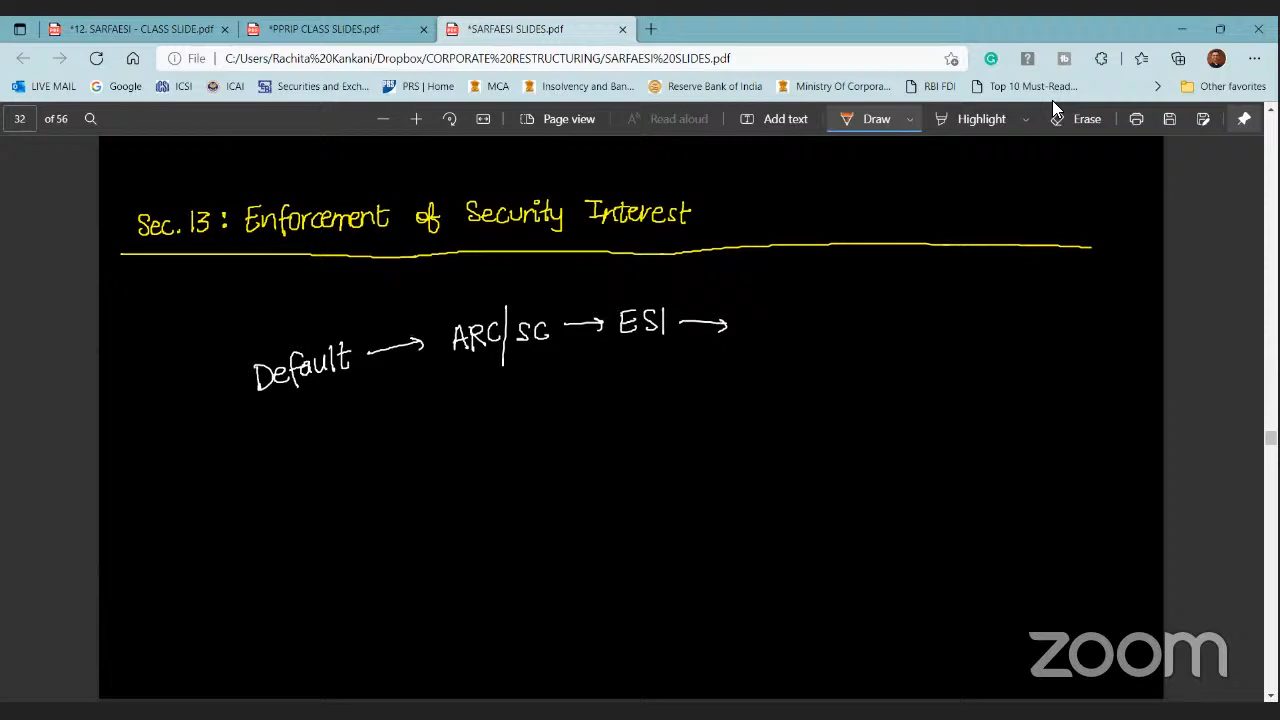 *12. SARFAESI - CLASS SLIDE.pdf *PPRIP CLASS SLIDES.pdf *SARFAESI SLIDES.pdf
File C:/Users/Rachita%20Kankani/Dropbox/CORPORATE%20RESTRUCTURING/SARFAESI%20SLIDES.pdf
LIVE MAIL Google ICSI ICAI Securities and Exch... PRS | Home MCA Insolvency and Ban... Reserve Bank of India Ministry Of Corpora... RBI FDI Top 10 Must-Read... Other favorites
32 of 56 Page view Read aloud Add text Draw Highlight Erase
Sec. 13 : Enforcement of Security Interest
Default → ARC/SC → ESI →
zoom